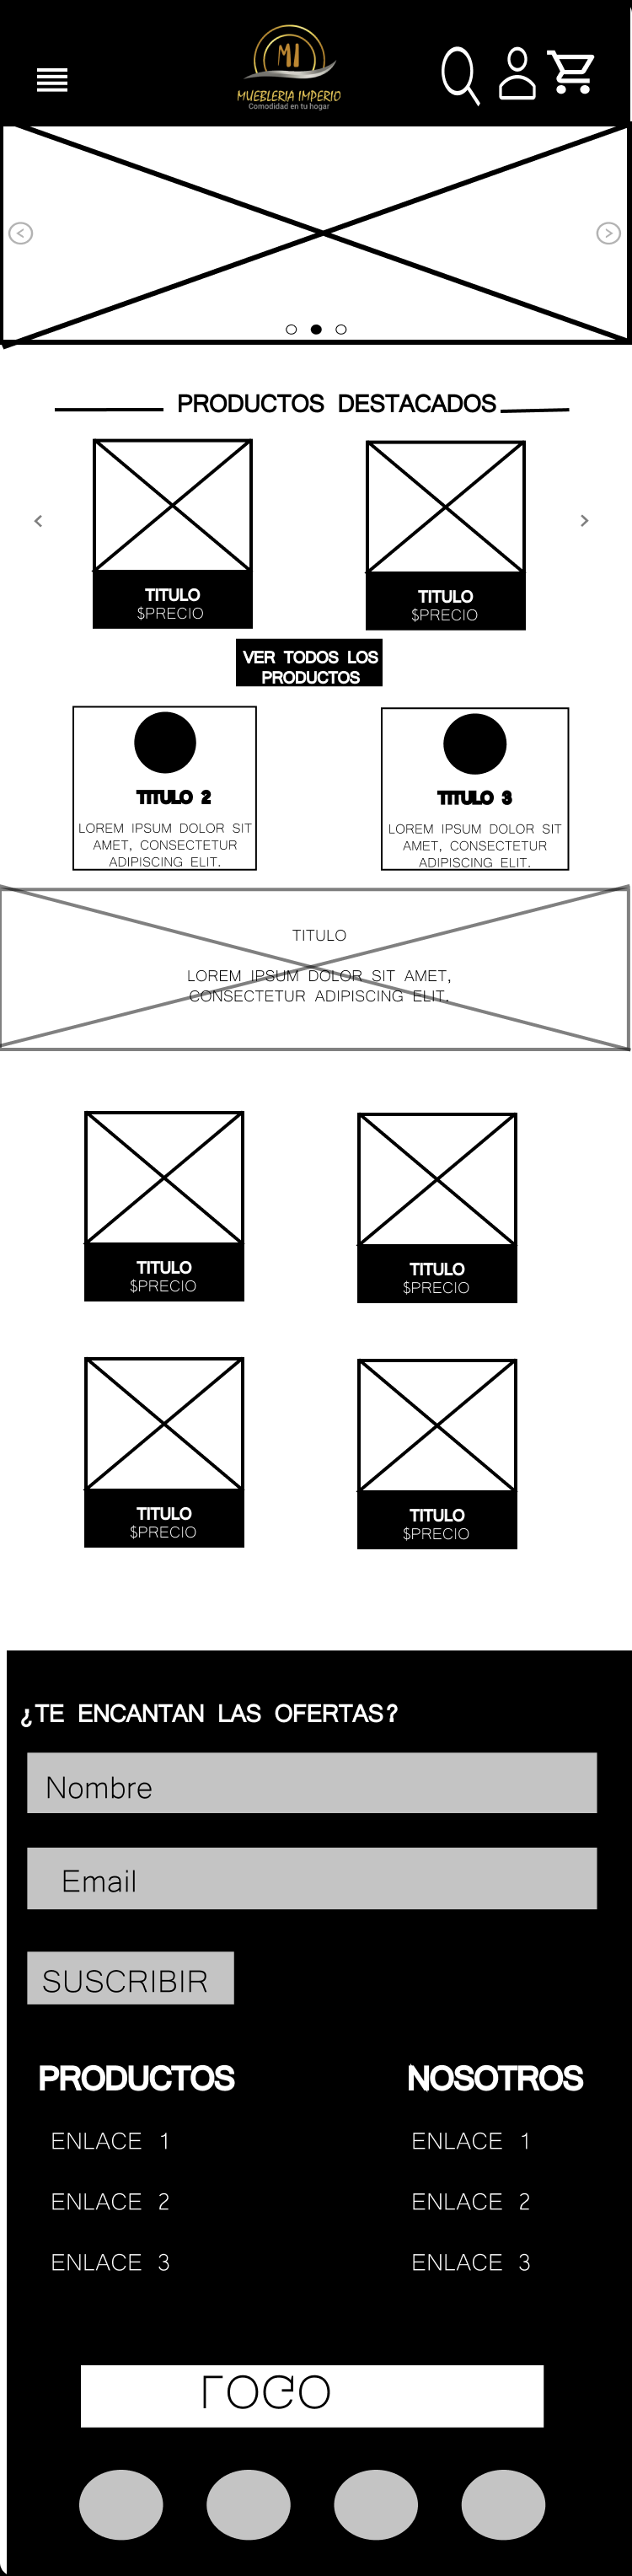 MI
MUEBLERIA IMPERIO
Comodidad en tu hogar
PRODUCTOS DESTACADOS
TITULO
$PRECIO
TITULO
$PRECIO
VER TODOS LOS
PRODUCTOS
TITULO 2
LOREM IPSUM DOLOR SIT
AMET, CONSECTETUR
ADIPISCING ELIT.
TITULO 3
LOREM IPSUM DOLOR SIT
AMET, CONSECTETUR
ADIPISCING ELIT.
TITULO
LOREM IPSUM DOLOR SIT AMET,
CONSECTETUR ADIPISCING ELIT.
TITULO
$PRECIO
TITULO
$PRECIO
TITULO
$PRECIO
TITULO
$PRECIO
¿TE ENCANTAN LAS OFERTAS?
Nombre
Email
SUSCRIBIR
PRODUCTOS
ENLACE 1
ENLACE 2
ENLACE 3
NOSOTROS
ENLACE 1
ENLACE 2
ENLACE 3
LOGO